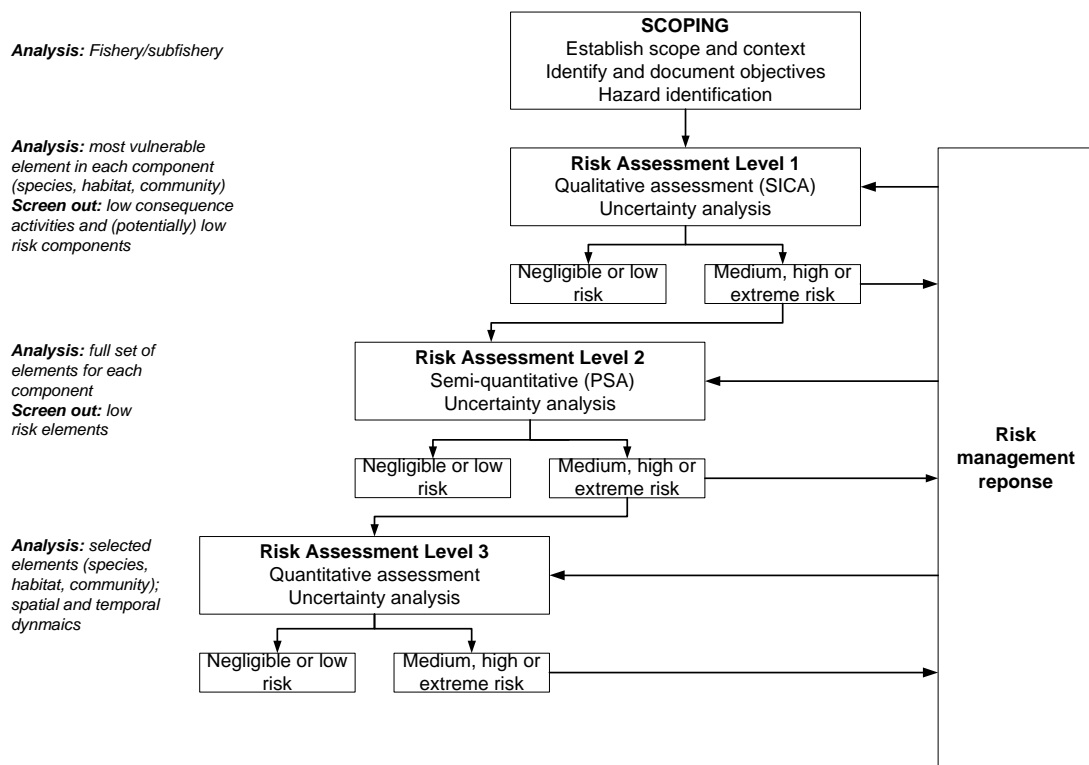 SCOPING
Establish scope and context
Identify and document objectives
Hazard identification
Analysis: Fishery/subfishery
Analysis: most vulnerable
element in each component
(species, habitat, community)
Screen out: low consequence
activities and (potentially) low
risk components
Risk Assessment Level 1
Qualitative assessment (SICA)
Uncertainty analysis
Negligible or low
risk
Medium, high or
extreme risk
Analysis: full set of
elements for each
component
Screen out: low
risk elements
Risk Assessment Level 2
Semi-quantitative (PSA)
Uncertainty analysis
Negligible or low
risk
Medium, high or
extreme risk
Risk
management
reponse
Analysis: selected
elements (species,
habitat, community);
spatial and temporal
dynmaics
Risk Assessment Level 3
Quantitative assessment
Uncertainty analysis
Negligible or low
risk
Medium, high or
extreme risk